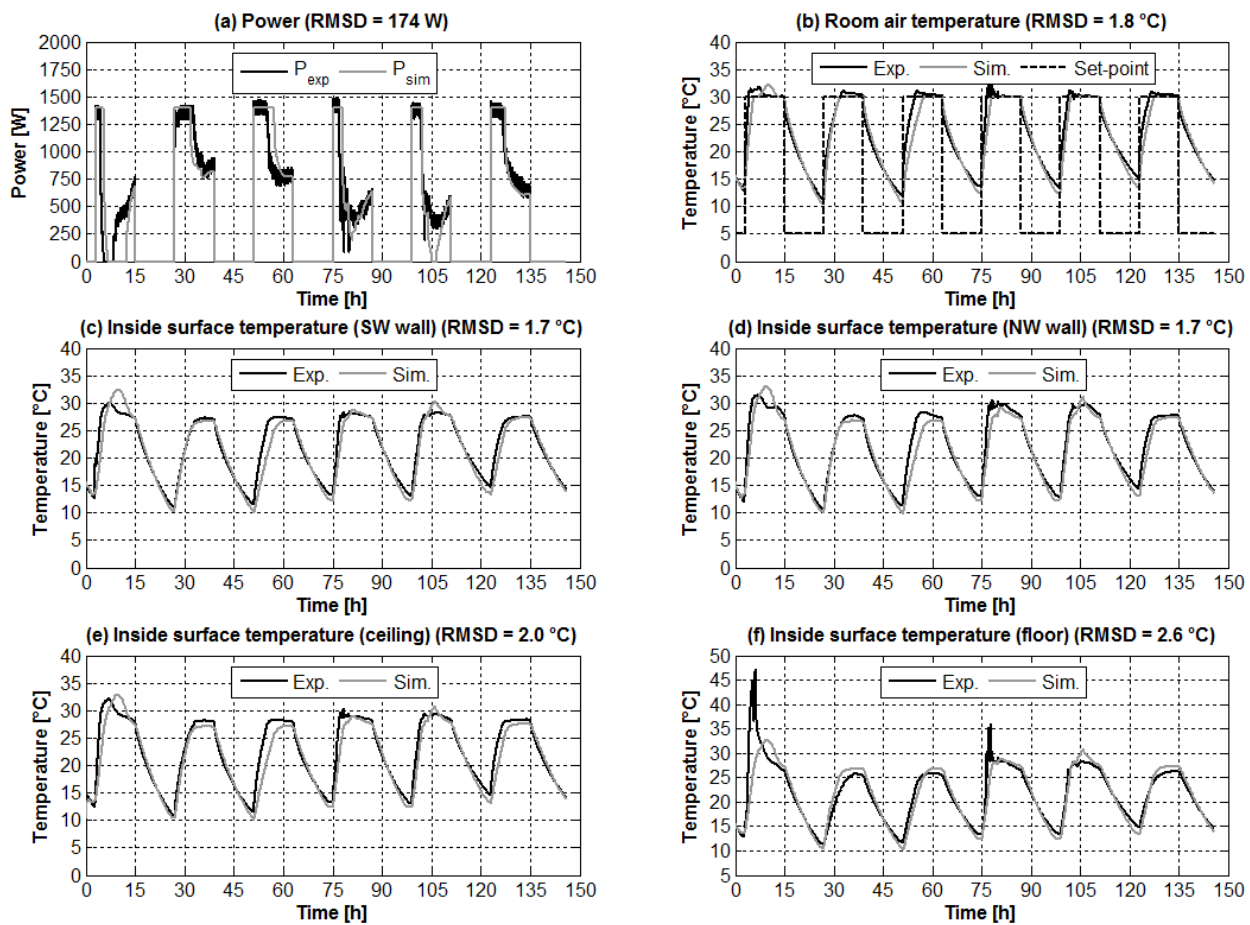 (a) Power (RMSD = 174 W)
2000
1750
1500
1250
1000
750
500
250
0
Power [W]
P exp
P sim
0 15 30 45 60 75 90 105 120 135 150
Time [h]
(b) Room air temperature (RMSD = 1.8 °C)
40
35
30
25
20
15
10
5
0
Temperature [°C]
Exp. Sim. Set-point
0 15 30 45 60 75 90 105 120 135 150
Time [h]
(c) Inside surface temperature (SW wall) (RMSD = 1.7 °C)
40
35
30
25
20
15
10
5
0
Temperature [°C]
Exp. Sim.
0 15 30 45 60 75 90 105 120 135 150
Time [h]
(d) Inside surface temperature (NW wall) (RMSD = 1.7 °C)
40
35
30
25
20
15
10
5
0
Temperature [°C]
Exp. Sim.
0 15 30 45 60 75 90 105 120 135 150
Time [h]
(e) Inside surface temperature (ceiling) (RMSD = 2.0 °C)
40
35
30
25
20
15
10
5
0
Temperature [°C]
Exp. Sim.
0 15 30 45 60 75 90 105 120 135 150
Time [h]
(f) Inside surface temperature (floor) (RMSD = 2.6 °C)
50
45
40
35
30
25
20
15
10
5
Temperature [°C]
Exp. Sim.
0 15 30 45 60 75 90 105 120 135 150
Time [h]